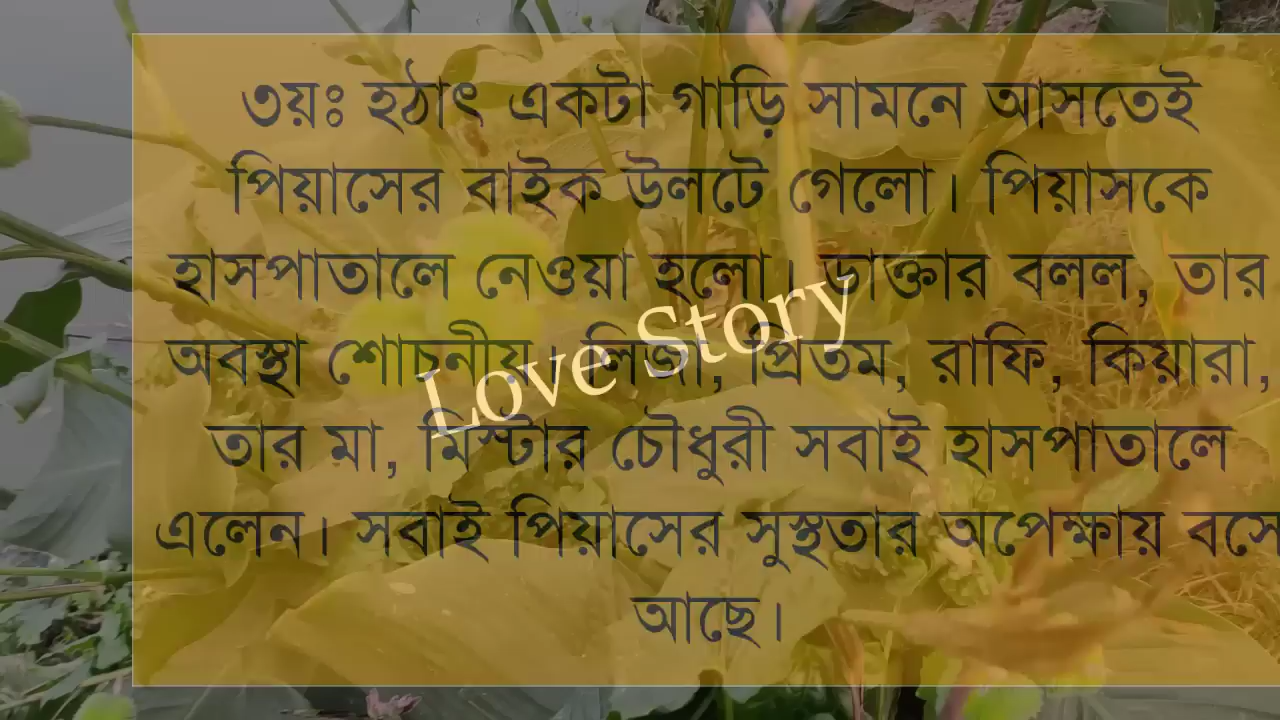 ৩য়ঃ হঠাৎ একটা গাড়ি সামনে আসতেই
পিয়াসের বাইক উলটে গেলো। পিয়াসকে
হাসপাতালে নেওয়া হলো। ডাক্তার বলল, তার
অবস্থা শোচনীয়। লিজা, প্রিতম, রাফি, কিয়ারা,
তার মা, মিস্টার চৌধুরী সবাই হাসপাতালে
এলেন। সবাই পিয়াসের সুস্থতার অপেক্ষায় বসে
আছে।
Love Story